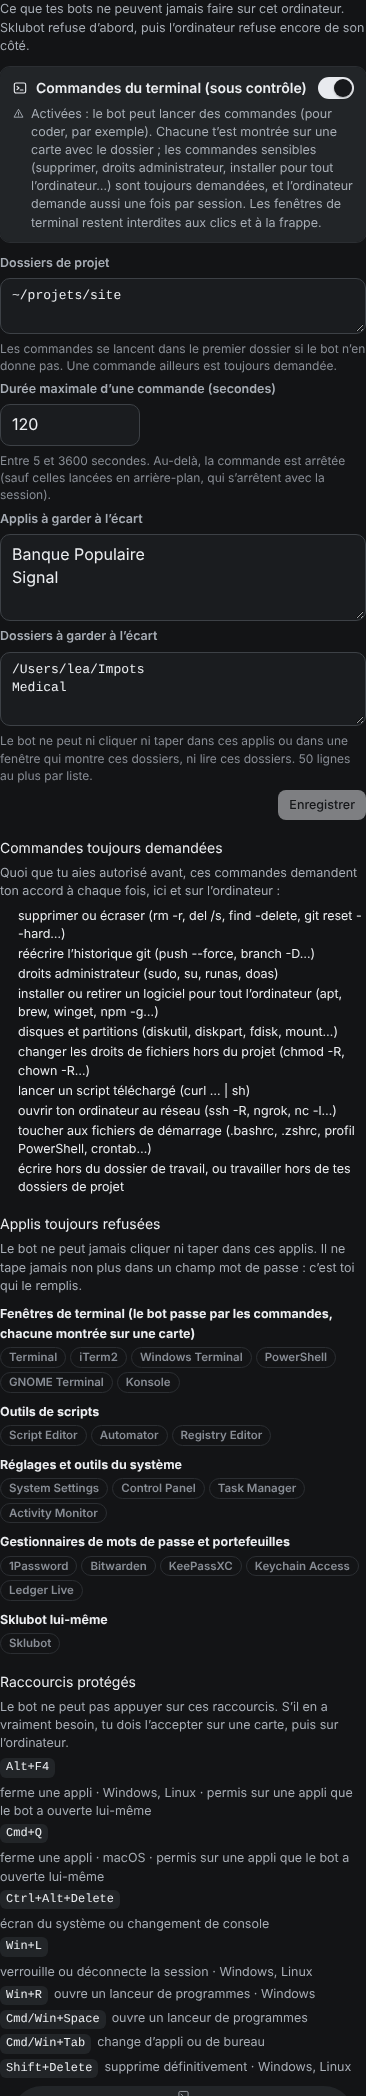 Ce que tes bots ne peuvent jamais faire sur cet ordinateur.
Sklubot refuse d’abord, puis l’ordinateur refuse encore de son
côté.
Commandes du terminal (sous contrôle)
Activées : le bot peut lancer des commandes (pour
coder, par exemple). Chacune t’est montrée sur une
carte avec le dossier ; les commandes sensibles
(supprimer, droits administrateur, installer pour tout
l’ordinateur…) sont toujours demandées, et l’ordinateur
demande aussi une fois par session. Les fenêtres de
terminal restent interdites aux clics et à la frappe.
Dossiers de projet
~/projets/site
Les commandes se lancent dans le premier dossier si le bot n’en
donne pas. Une commande ailleurs est toujours demandée.
Durée maximale d’une commande (secondes)
120
Entre 5 et 3600 secondes. Au-delà, la commande est arrêtée
(sauf celles lancées en arrière-plan, qui s’arrêtent avec la
session).
Applis à garder à l’écart
Banque Populaire
Signal
Dossiers à garder à l’écart
/Users/lea/Impots
Medical
Le bot ne peut ni cliquer ni taper dans ces applis ou dans une
fenêtre qui montre ces dossiers, ni lire ces dossiers. 50 lignes
au plus par liste.
Enregistrer
Commandes toujours demandées
Quoi que tu aies autorisé avant, ces commandes demandent
ton accord à chaque fois, ici et sur l’ordinateur :
supprimer ou écraser (rm -r, del /s, find -delete, git reset -
-hard…)
réécrire l’historique git (push --force, branch -D…)
droits administrateur (sudo, su, runas, doas)
installer ou retirer un logiciel pour tout l’ordinateur (apt,
brew, winget, npm -g…)
disques et partitions (diskutil, diskpart, fdisk, mount…)
changer les droits de fichiers hors du projet (chmod -R,
chown -R…)
lancer un script téléchargé (curl … | sh)
ouvrir ton ordinateur au réseau (ssh -R, ngrok, nc -l…)
toucher aux fichiers de démarrage (.bashrc, .zshrc, profil
PowerShell, crontab…)
écrire hors du dossier de travail, ou travailler hors de tes
dossiers de projet
Applis toujours refusées
Le bot ne peut jamais cliquer ni taper dans ces applis. Il ne
tape jamais non plus dans un champ mot de passe : c’est toi
qui le remplis.
Fenêtres de terminal (le bot passe par les commandes,
chacune montrée sur une carte)
Terminal iTerm2 Windows Terminal PowerShell
GNOME Terminal Konsole
Outils de scripts
Script Editor Automator Registry Editor
Réglages et outils du système
System Settings Control Panel Task Manager
Activity Monitor
Gestionnaires de mots de passe et portefeuilles
1Password Bitwarden KeePassXC Keychain Access
Ledger Live
Sklubot lui-même
Sklubot
Raccourcis protégés
Le bot ne peut pas appuyer sur ces raccourcis. S’il en a
vraiment besoin, tu dois l’accepter sur une carte, puis sur
l’ordinateur.
Alt+F4
ferme une appli · Windows, Linux · permis sur une appli que
le bot a ouverte lui-même
Cmd+Q
ferme une appli · macOS · permis sur une appli que le bot a
ouverte lui-même
Ctrl+Alt+Delete
écran du système ou changement de console
Win+L
verrouille ou déconnecte la session · Windows, Linux
Win+R ouvre un lanceur de programmes · Windows
Cmd/Win+Space ouvre un lanceur de programmes
Cmd/Win+Tab change d’appli ou de bureau
Shift+Delete supprime définitivement · Windows, Linux